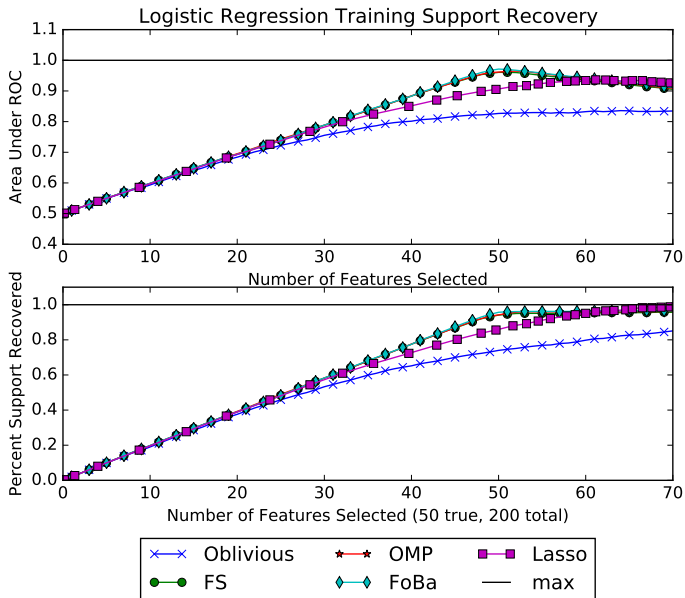 Logistic Regression Training Support Recovery
1.1
1.0
0.9
0.8
0.7
0.6
0.5
0.4
Area Under ROC
0 10 20 30 40 50 60 70
Number of Features Selected
1.0
0.8
0.6
0.4
0.2
0.0
Percent Support Recovered
0 10 20 30 40 50 60 70
Number of Features Selected (50 true, 200 total)
Oblivious OMP Lasso
FS FoBa max